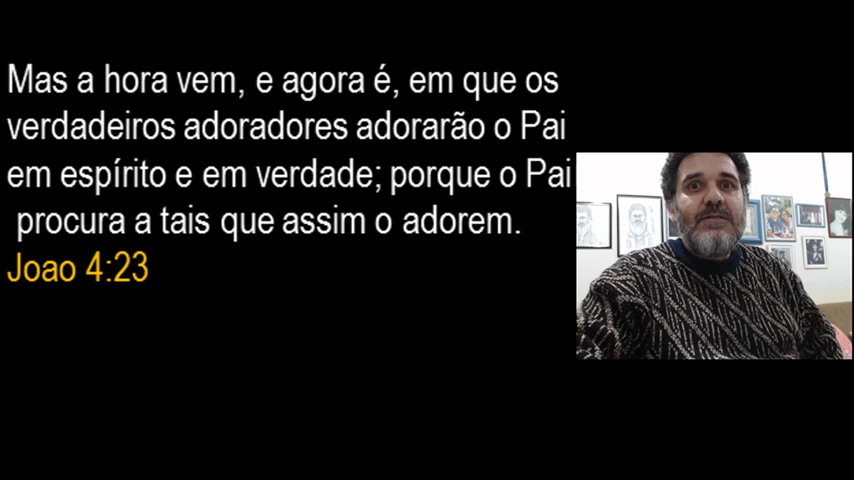 Mas a hora vem, e agora é, em que os
verdadeiros adoradores adorarão o Pai
em espírito e em verdade; porque o Pai
procura a tais que assim o adorem.
Joao 4:23